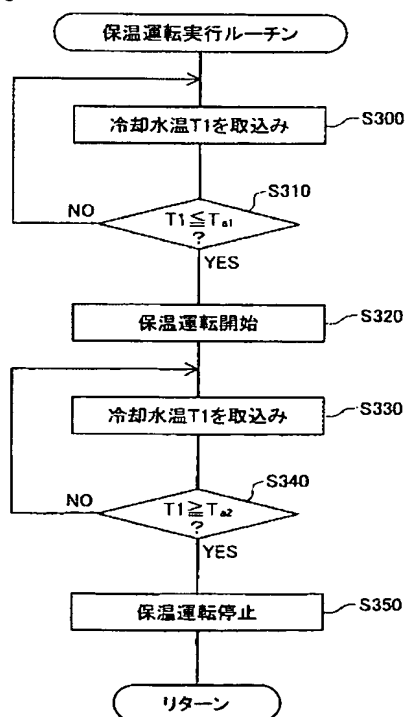 保温運転実行ルーチン
冷却水温T1を取込み
S300
S310
T1≦Ta1
?
NO
YES
保温運転開始
S320
冷却水温T1を取込み
S330
S340
T1≧Ta2
?
NO
YES
保温運転停止
S350
リターン